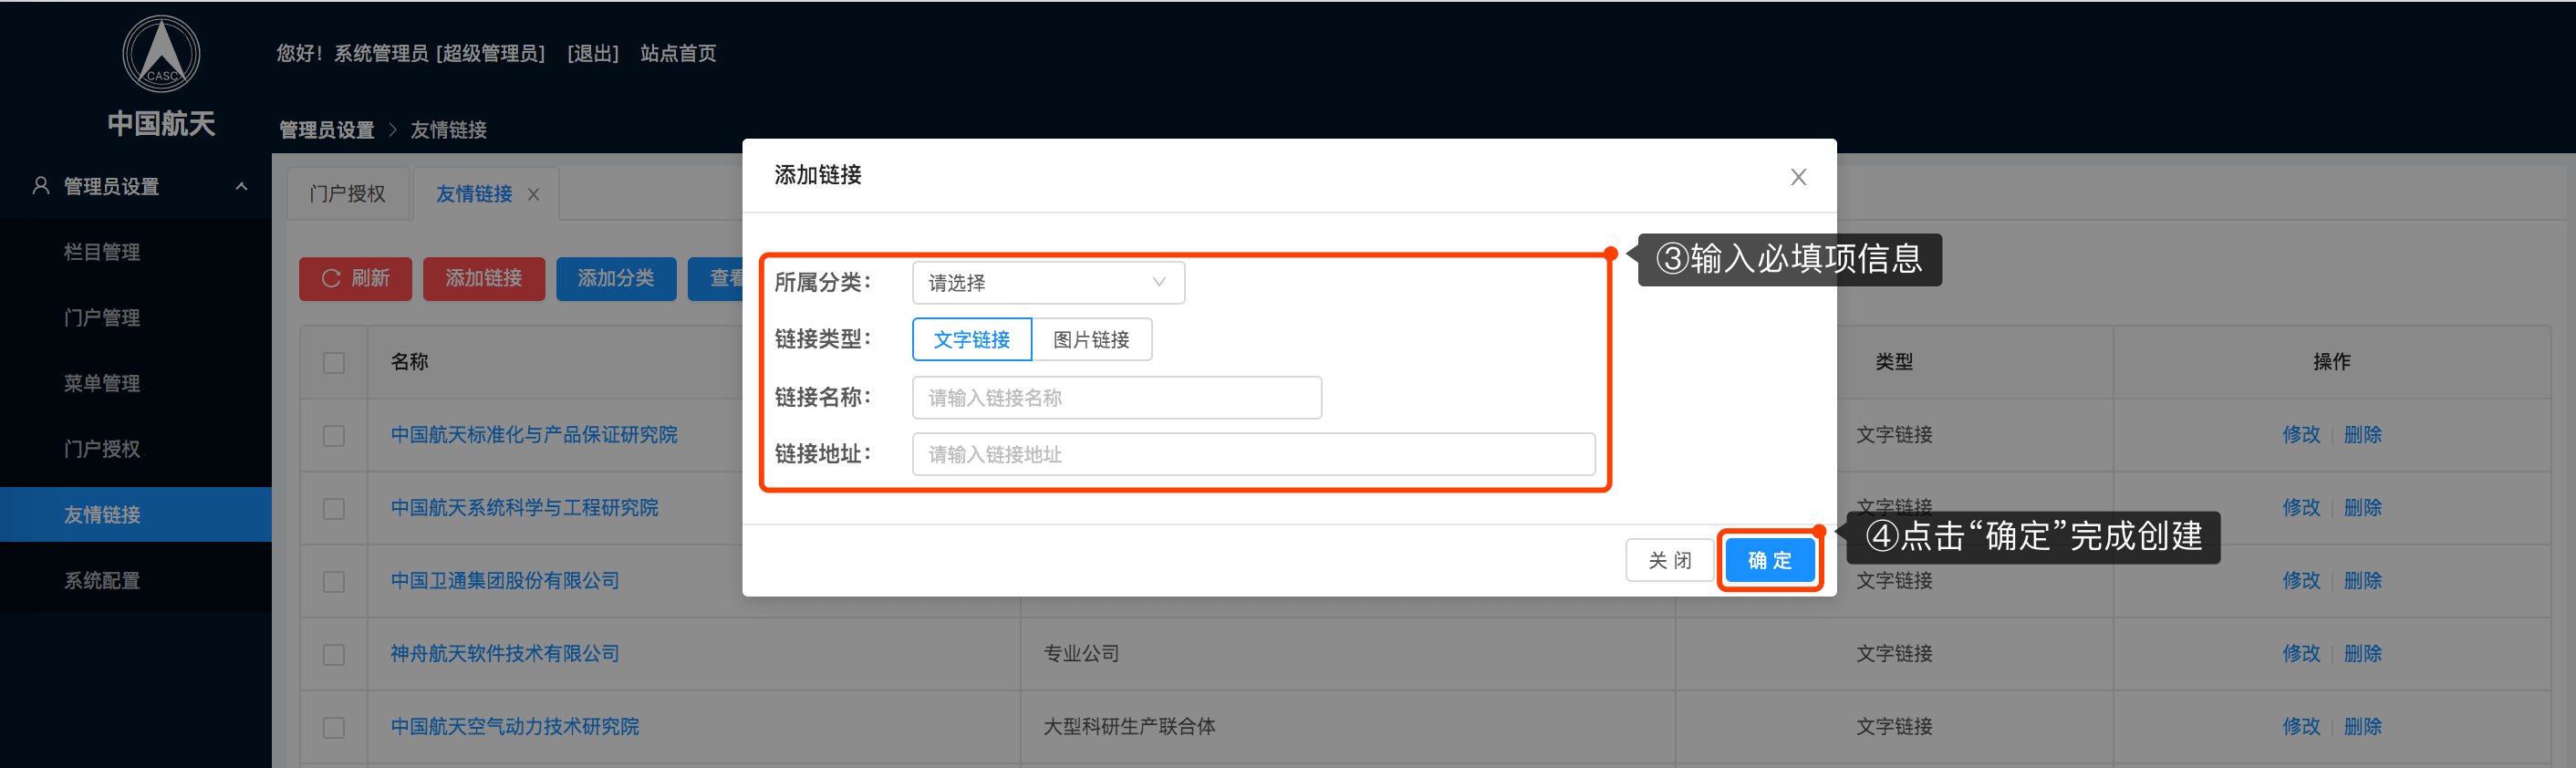 CASC
中国航天
您好！系统管理员 [超级管理员] [退出] 站点首页
管理员设置 > 友情链接
管理员设置
栏目管理
门户管理
菜单管理
门户授权
友情链接
系统配置
门户授权 友情链接 X
刷新 添加链接 添加分类 查看
名称 类型 操作
中国航天标准化与产品保证研究院 文字链接 修改 | 删除
中国航天系统科学与工程研究院 文字链接 修改 | 删除
中国卫通集团股份有限公司 文字链接 修改 | 删除
神舟航天软件技术有限公司 专业公司 文字链接 修改 | 删除
中国航天空气动力技术研究院 大型科研生产联合体 文字链接 修改 | 删除
添加链接 X
所属分类： 请选择
链接类型： 文字链接 图片链接
链接名称： 请输入链接名称
链接地址： 请输入链接地址
关 闭 确 定
③输入必填项信息
④点击“确定”完成创建